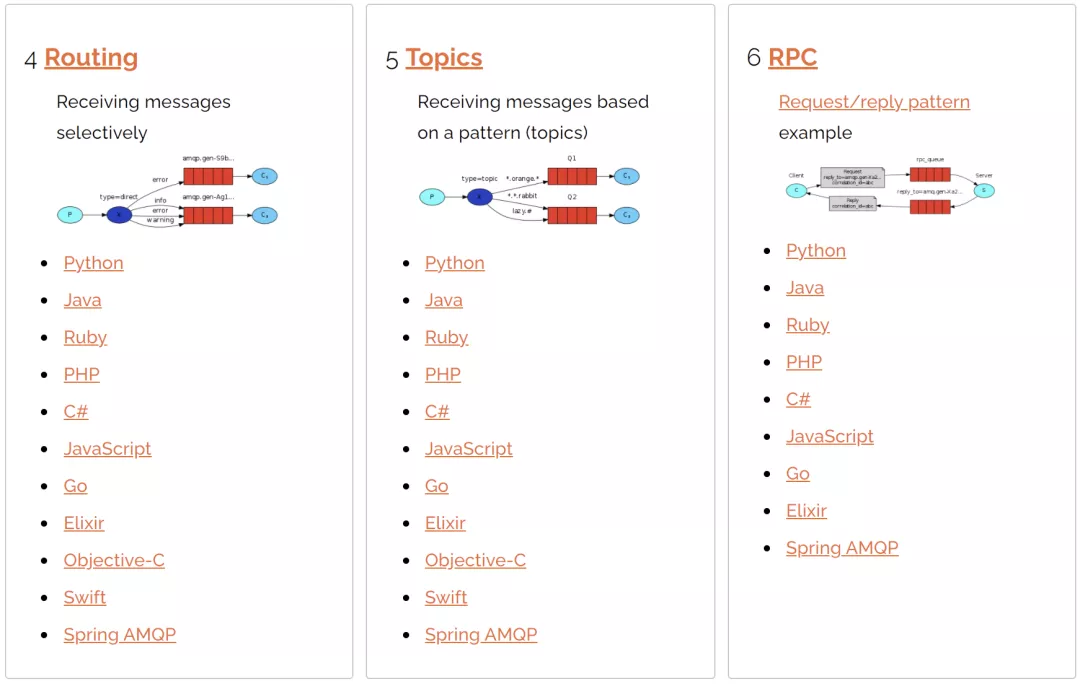 4 Routing
Receiving messages
selectively
amqp.gen-S9b...
error
C₁
type=direct
amqp.gen-Ag1...
info
P
X
error
C₂
warning
Python
Java
Ruby
PHP
C#
JavaScript
Go
Elixir
Objective-C
Swift
Spring AMQP
5 Topics
Receiving messages based
on a pattern (topics)
Q1
type=topic
*.orange.*
C₁
*.*.rabbit
Q2
P
X
lazy.#
C₂
Python
Java
Ruby
PHP
C#
JavaScript
Go
Elixir
Objective-C
Swift
Spring AMQP
6 RPC
Request/reply pattern
example
rpc_queue
Client
Request
reply_to=amqp.gen-Xa2...
correlation_id=abc
Server
C
S
reply_to=amq.gen-Xa2...
Reply
correlation_id=abc
Python
Java
Ruby
PHP
C#
JavaScript
Go
Elixir
Spring AMQP